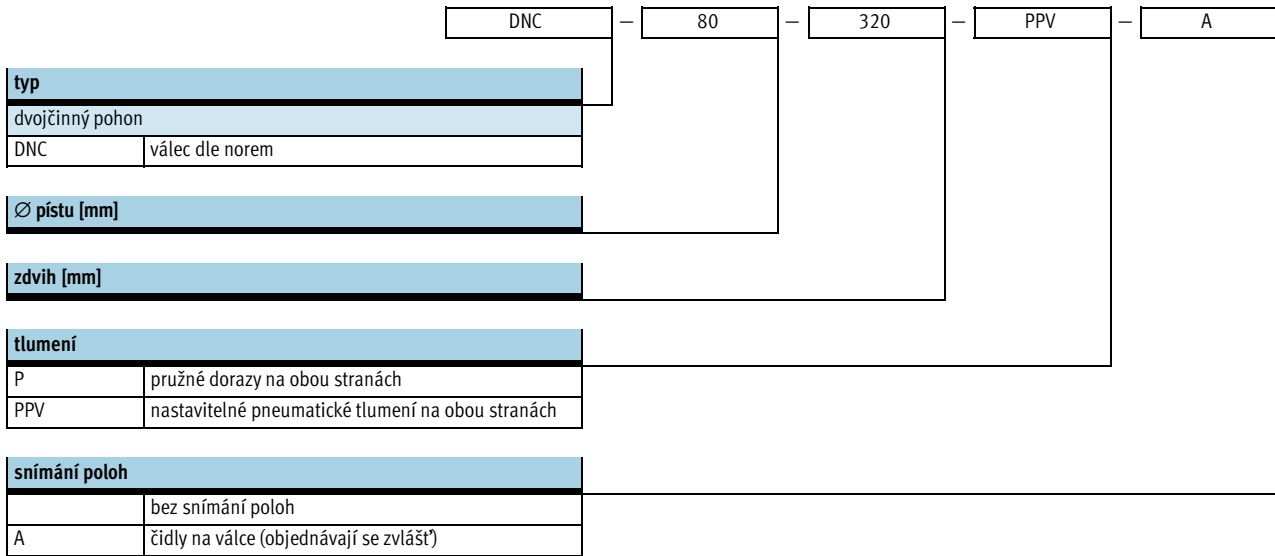 DNC – 80 – 320 – PPV – A
typ
dvojčinný pohon
DNC válec dle norem
∅ pístu [mm]
zdvih [mm]
tlumení
P pružné dorazy na obou stranách
PPV nastavitelné pneumatické tlumení na obou stranách
snímání poloh
bez snímání poloh
A čidly na válce (objednávají se zvlášť)